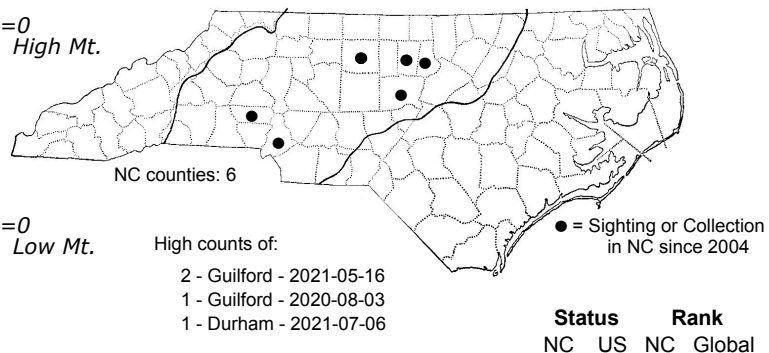 =0
High Mt.
NC counties: 6
=0
Low Mt.
High counts of:
2 - Guilford - 2021-05-16
1 - Guilford - 2020-08-03
1 - Durham - 2021-07-06
● = Sighting or Collection
in NC since 2004
Status Rank
NC US NC Global